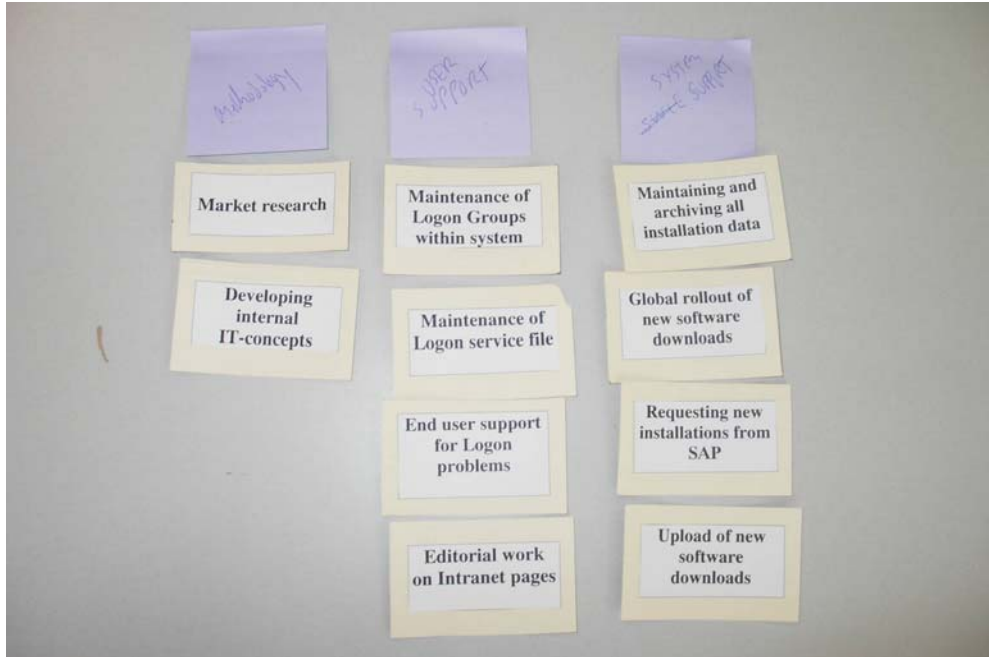 Methodology
Market research
Developing
internal
IT-concepts
USER
SUPPORT
Maintenance of
Logon Groups
within system
Maintenance of
Logon service file
End user support
for Logon
problems
Editorial work
on Intranet pages
SYSTEM
SUPPORT
Maintaining and
archiving all
installation data
Global rollout of
new software
downloads
Requesting new
installations from
SAP
Upload of new
software
downloads